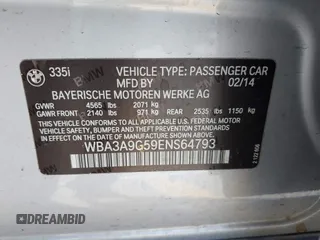 335i
VEHICLE TYPE: PASSENGER CAR
MFD BY
02/14
BAYERISCHE MOTOREN WERKE AG
GVWR 4565 lbs 2071 kg
GAWR FRONT 2140 lbs 971 kg GAWR REAR 2535 lbs 1150 kg
THIS VEHICLE CONFORMS TO ALL APPLICABLE U.S. FEDERAL
MOTOR VEHICLE SAFETY, BUMPER, AND THEFT PREVENTION
STANDARDS IN EFFECT ON THE DATE OF MANUFACTURE
SHOWN ABOVE.
WBA3A9G59ENS64793
DREAMBID